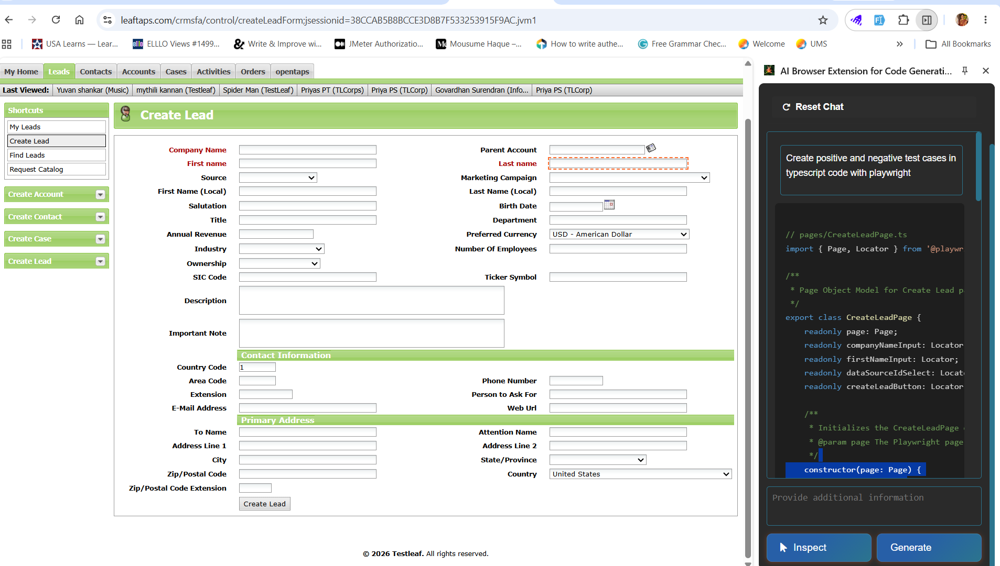 leaftaps.com/crmsfa/control/createLeadForm;jsessionid=38CCAB5B8BCCE3D8B7F533253915F9AC.jvm1
USA Learns — Lear...
ELLLO Views #1499...
Write & Improve wi...
JMeter Authorizatio...
Mousume Haque –...
How to write authe...
Free Grammar Chec...
Welcome
UMS
All Bookmarks
My Home
Leads
Contacts
Accounts
Cases
Activities
Orders
opentaps
Last Viewed:
Yuvan shankar (Music)
mythili kannan (Testleaf)
Spider Man (TestLeaf)
Priyas PT (TLCorps)
Priya PS (TLCorp)
Govardhan Surendran (Info...
Priya PS (TLCorp)
Shortcuts
My Leads
Create Lead
Find Leads
Request Catalog
Create Account
Create Contact
Create Case
Create Lead
Create Lead
Company Name
Parent Account
First name
Last name
Source
Marketing Campaign
First Name (Local)
Last Name (Local)
Salutation
Birth Date
Title
Department
Annual Revenue
Preferred Currency
USD - American Dollar
Industry
Number Of Employees
Ownership
SIC Code
Ticker Symbol
Description
Important Note
Contact Information
Country Code
1
Area Code
Phone Number
Extension
Person to Ask For
E-Mail Address
Web Url
Primary Address
To Name
Attention Name
Address Line 1
Address Line 2
City
State/Province
Zip/Postal Code
Country
United States
Zip/Postal Code Extension
Create Lead
© 2026 Testleaf. All rights reserved.
AI Browser Extension for Code Generati...
Reset Chat
Create positive and negative test cases in
typescript code with playwright
// pages/CreateLeadPage.ts
import { Page, Locator } from '@playwr
/**
* Page Object Model for Create Lead p
*/
export class CreateLeadPage {
readonly page: Page;
readonly companyNameInput: Locator
readonly firstNameInput: Locator;
readonly dataSourceIdSelect: Locat
readonly createLeadButton: Locator
/**
* Initializes the CreateLeadPage
* @param page The Playwright page
*/
constructor(page: Page) {
Provide additional information
Inspect
Generate